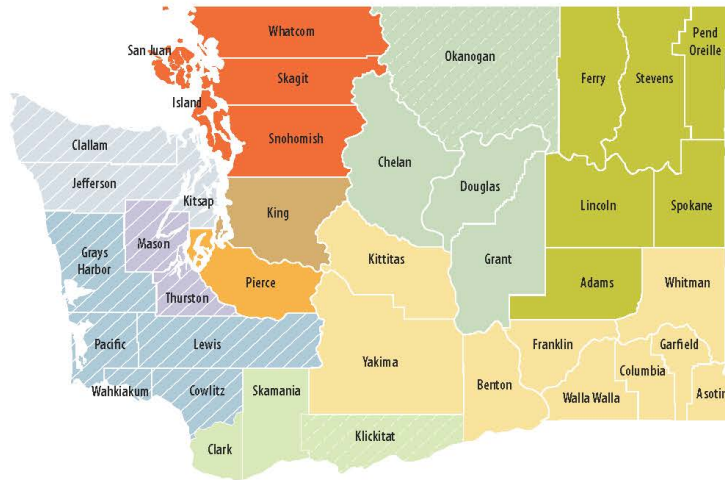 Whatcom
Pend
Oreille
San Juan
Okanogan
Skagit
Ferry
Stevens
Island
Snohomish
Clallam
Chelan
Jefferson
Douglas
Kitsap
Lincoln
Spokane
King
Mason
Grays
Harbor
Kittitas
Grant
Pierce
Adams
Whitman
Thurston
Pacific
Lewis
Franklin
Garfield
Yakima
Columbia
Wahkiakum
Cowlitz
Skamania
Benton
Walla Walla
Asotin
Klickitat
Clark